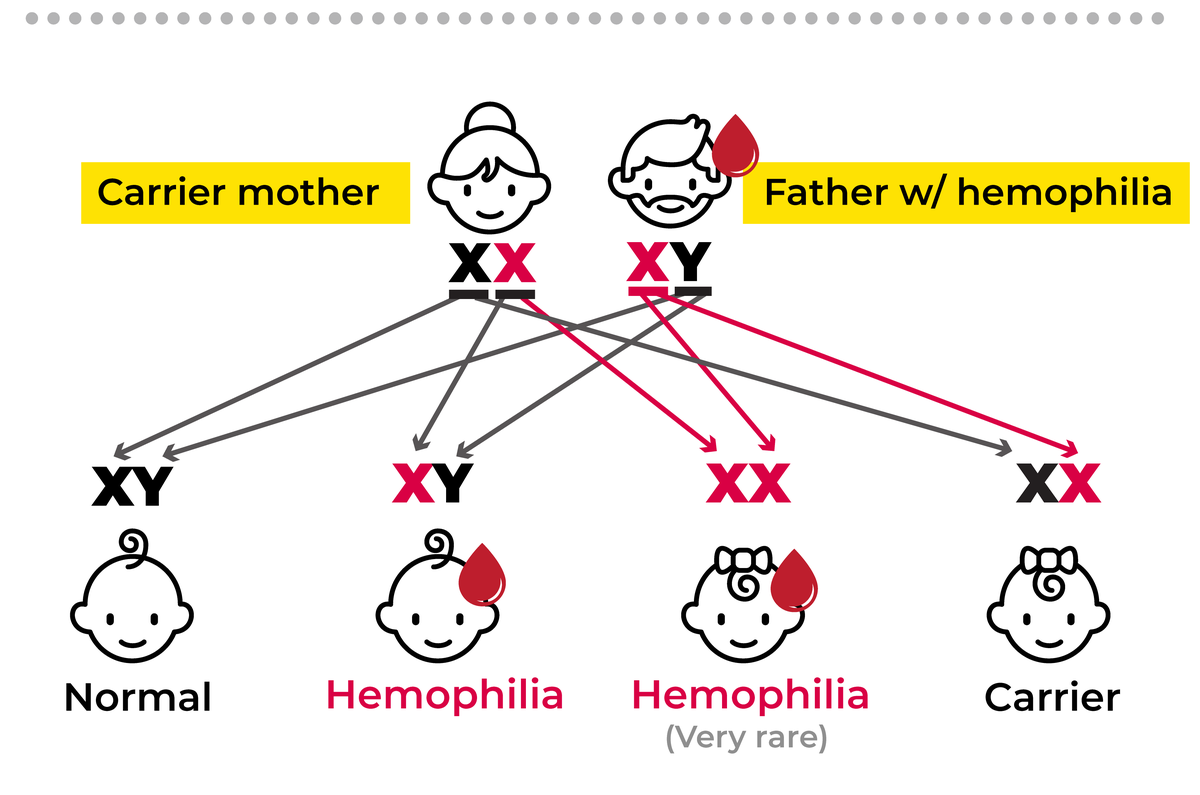 Carrier mother
Father w/ hemophilia
XX
XY
XY
XY
XX
XX
Normal
Hemophilia
Hemophilia
(Very rare)
Carrier